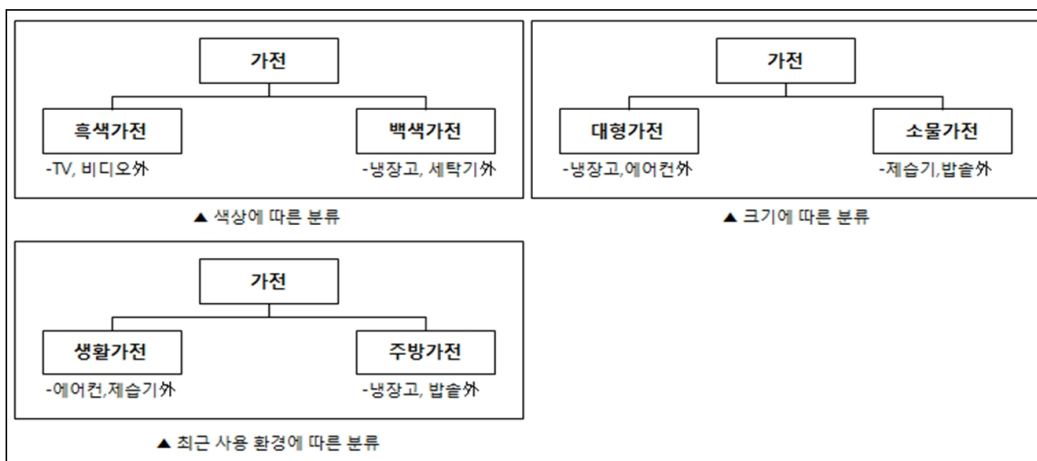 가전
흑색가전
-TV, 비디오外
백색가전
-냉장고, 세탁기外
▲ 색상에 따른 분류
가전
대형가전
-냉장고,에어컨外
소물가전
-제습기,밥솥外
▲ 크기에 따른 분류
가전
생활가전
-에어컨,제습기外
주방가전
-냉장고, 밥솥外
▲ 최근 사용 환경에 따른 분류